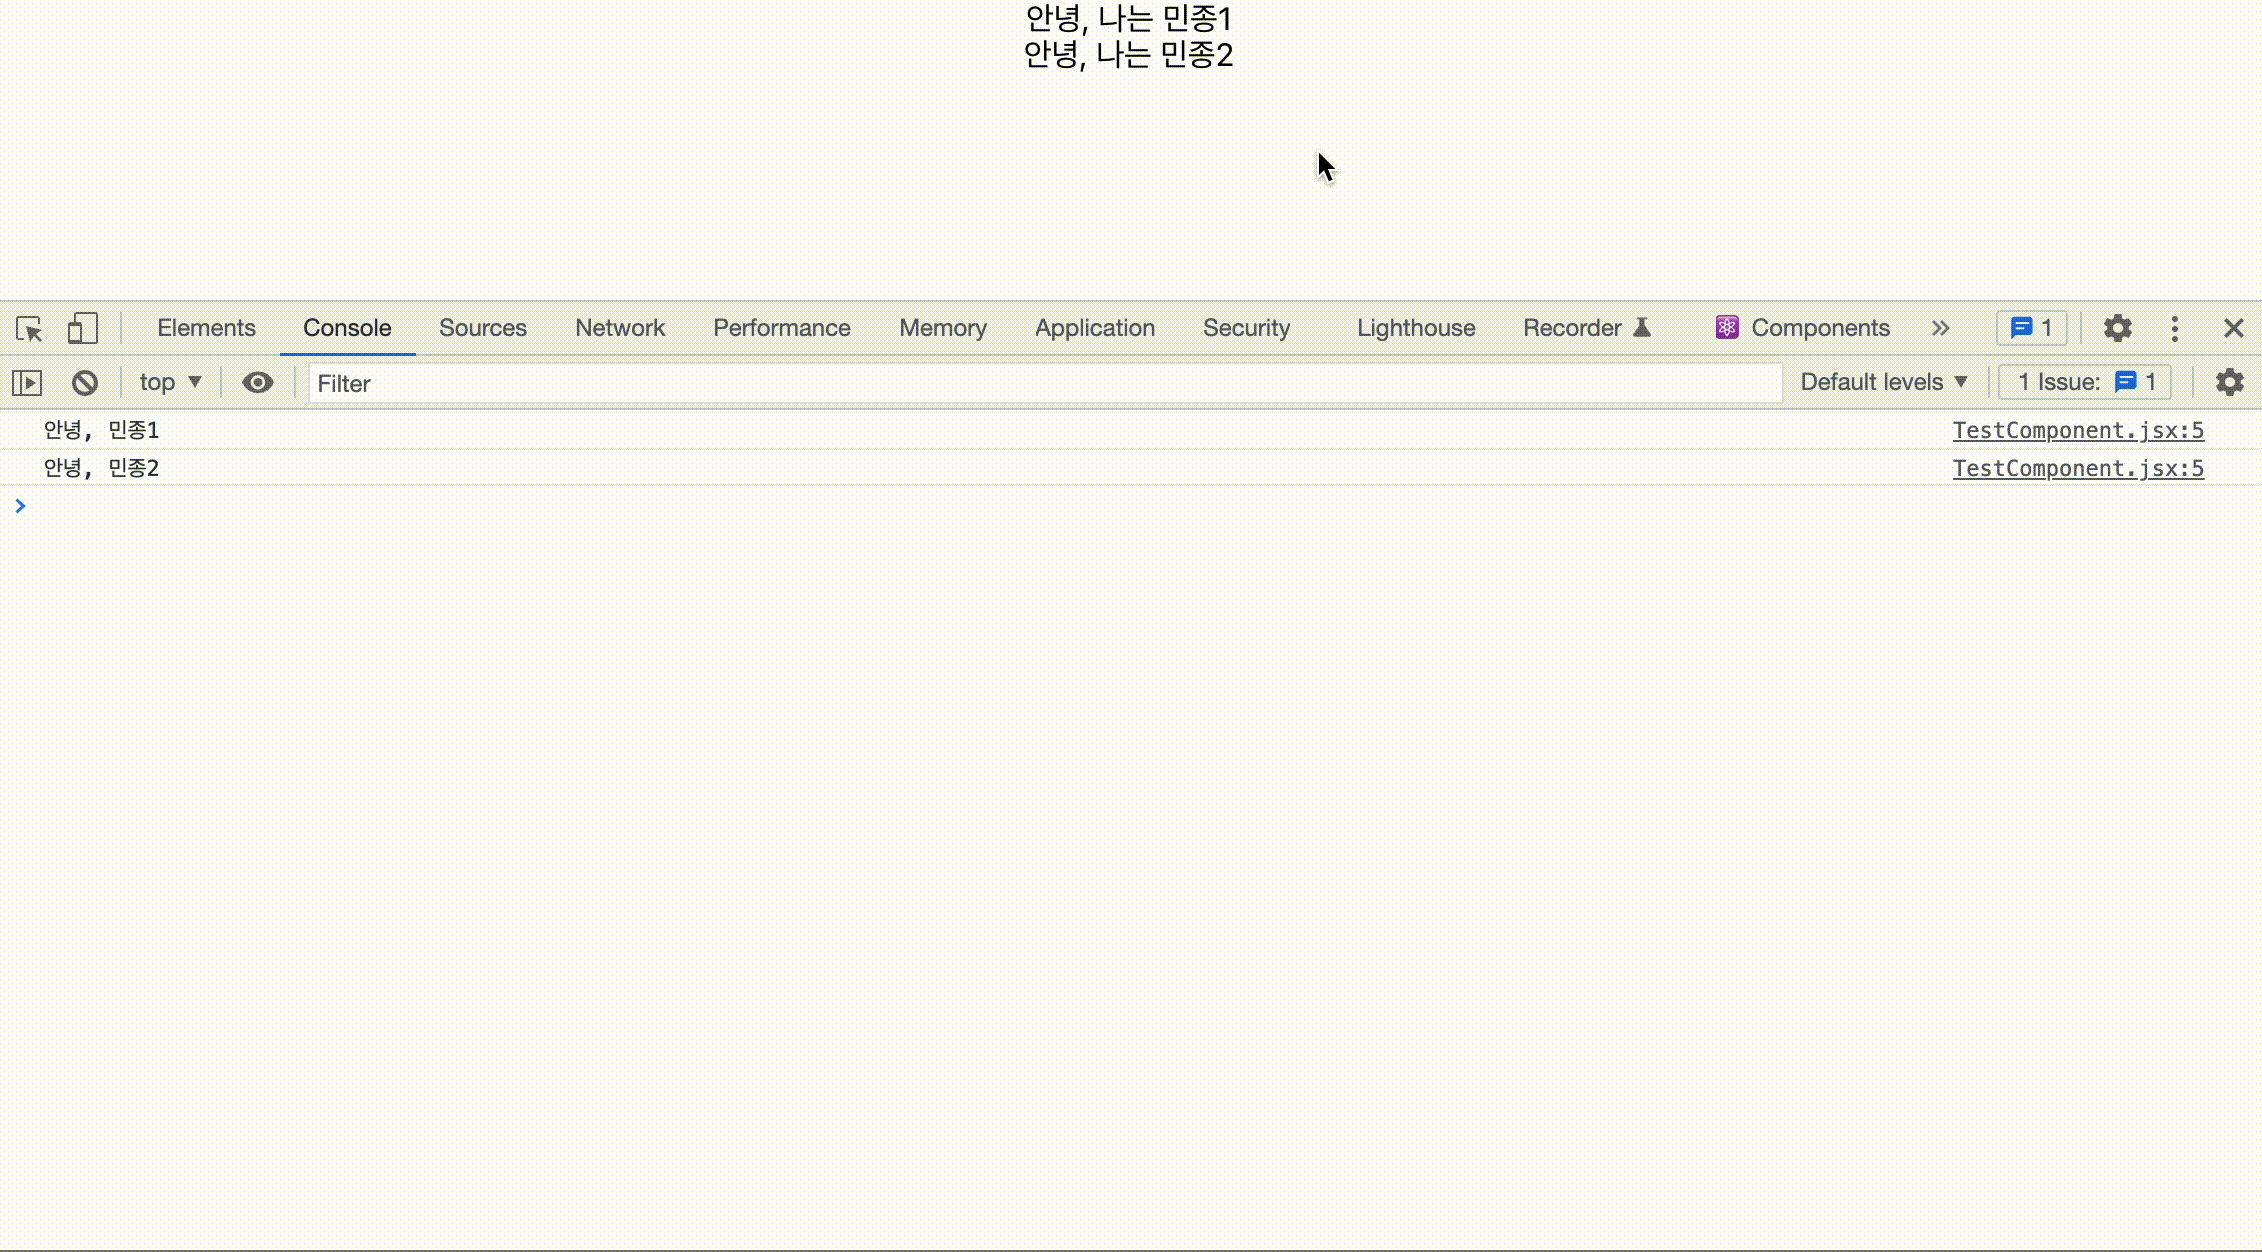 안녕, 나는 민종1
안녕, 나는 민종2
Elements Console Sources Network Performance Memory Application Security Lighthouse Recorder Components » 1
top Filter Default levels 1 Issue: 1
안녕, 민종1 TestComponent.jsx:5
안녕, 민종2 TestComponent.jsx:5